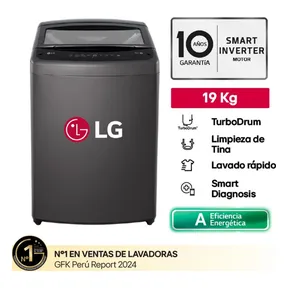 10
AÑOS
GARANTÍA
SMART
INVERTER
MOTOR
19 Kg
LG
TurboDrum
TurboDrum
Limpieza de
Tina
Lavado rápido
Smart
Diagnosis
A Eficiencia
Energética
N°1 EN VENTAS DE LAVADORAS
GFK Perú Report 2024